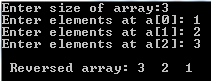 Enter size of array:3
Enter elements at a[0]: 1
Enter elements at a[1]: 2
Enter elements at a[2]: 3
Reversed array: 3 2 1